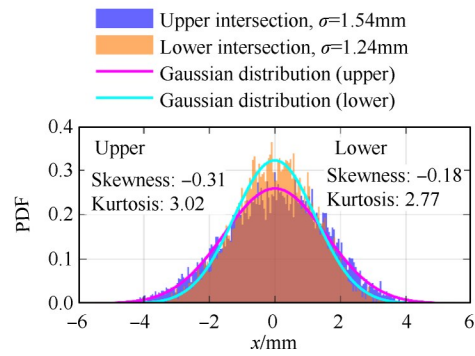 Upper intersection, σ=1.54mm
Lower intersection, σ=1.24mm
Gaussian distribution (upper)
Gaussian distribution (lower)
0.4
0.3
0.2
0.1
0.0
PDF
Upper
Skewness: −0.31
Kurtosis: 3.02
Lower
Skewness: −0.18
Kurtosis: 2.77
−6 −4 −2 0 2 4 6
x/mm